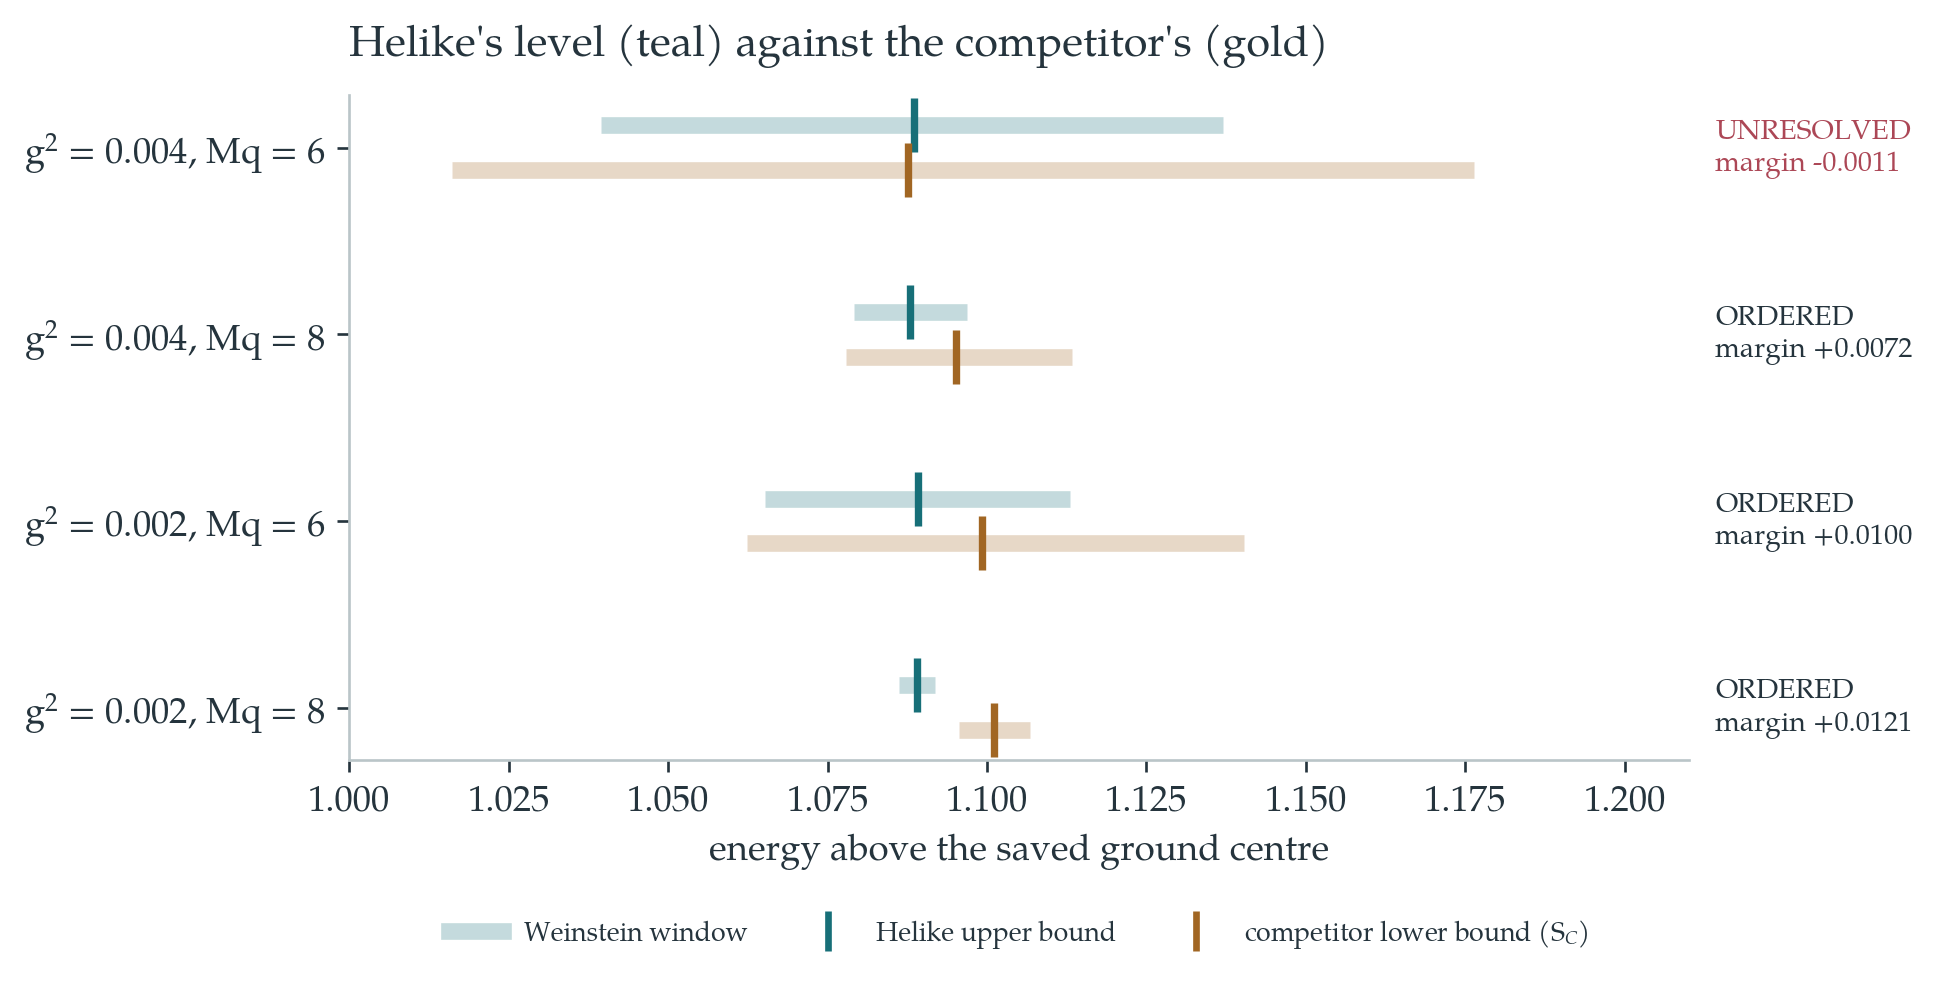 Helike's level (teal) against the competitor's (gold)
g² = 0.004, Mq = 6
UNRESOLVED
margin -0.0011
g² = 0.004, Mq = 8
ORDERED
margin +0.0072
g² = 0.002, Mq = 6
ORDERED
margin +0.0100
g² = 0.002, Mq = 8
ORDERED
margin +0.0121
1.000 1.025 1.050 1.075 1.100 1.125 1.150 1.175 1.200
energy above the saved ground centre
Weinstein window Helike upper bound competitor lower bound (S_C)